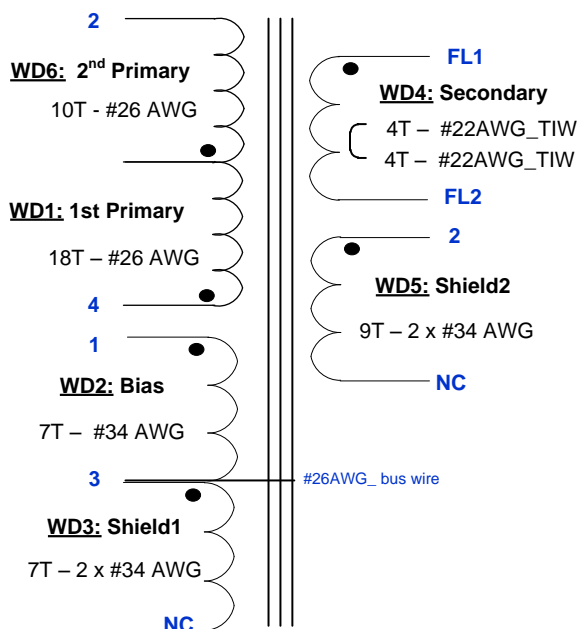 2
WD6: 2nd Primary
10T - #26 AWG
WD1: 1st Primary
18T – #26 AWG
4
1
WD2: Bias
7T – #34 AWG
3
#26AWG_ bus wire
WD3: Shield1
7T – 2 x #34 AWG
NC
FL1
WD4: Secondary
4T – #22AWG_TIW
4T – #22AWG_TIW
FL2
2
WD5: Shield2
9T – 2 x #34 AWG
NC